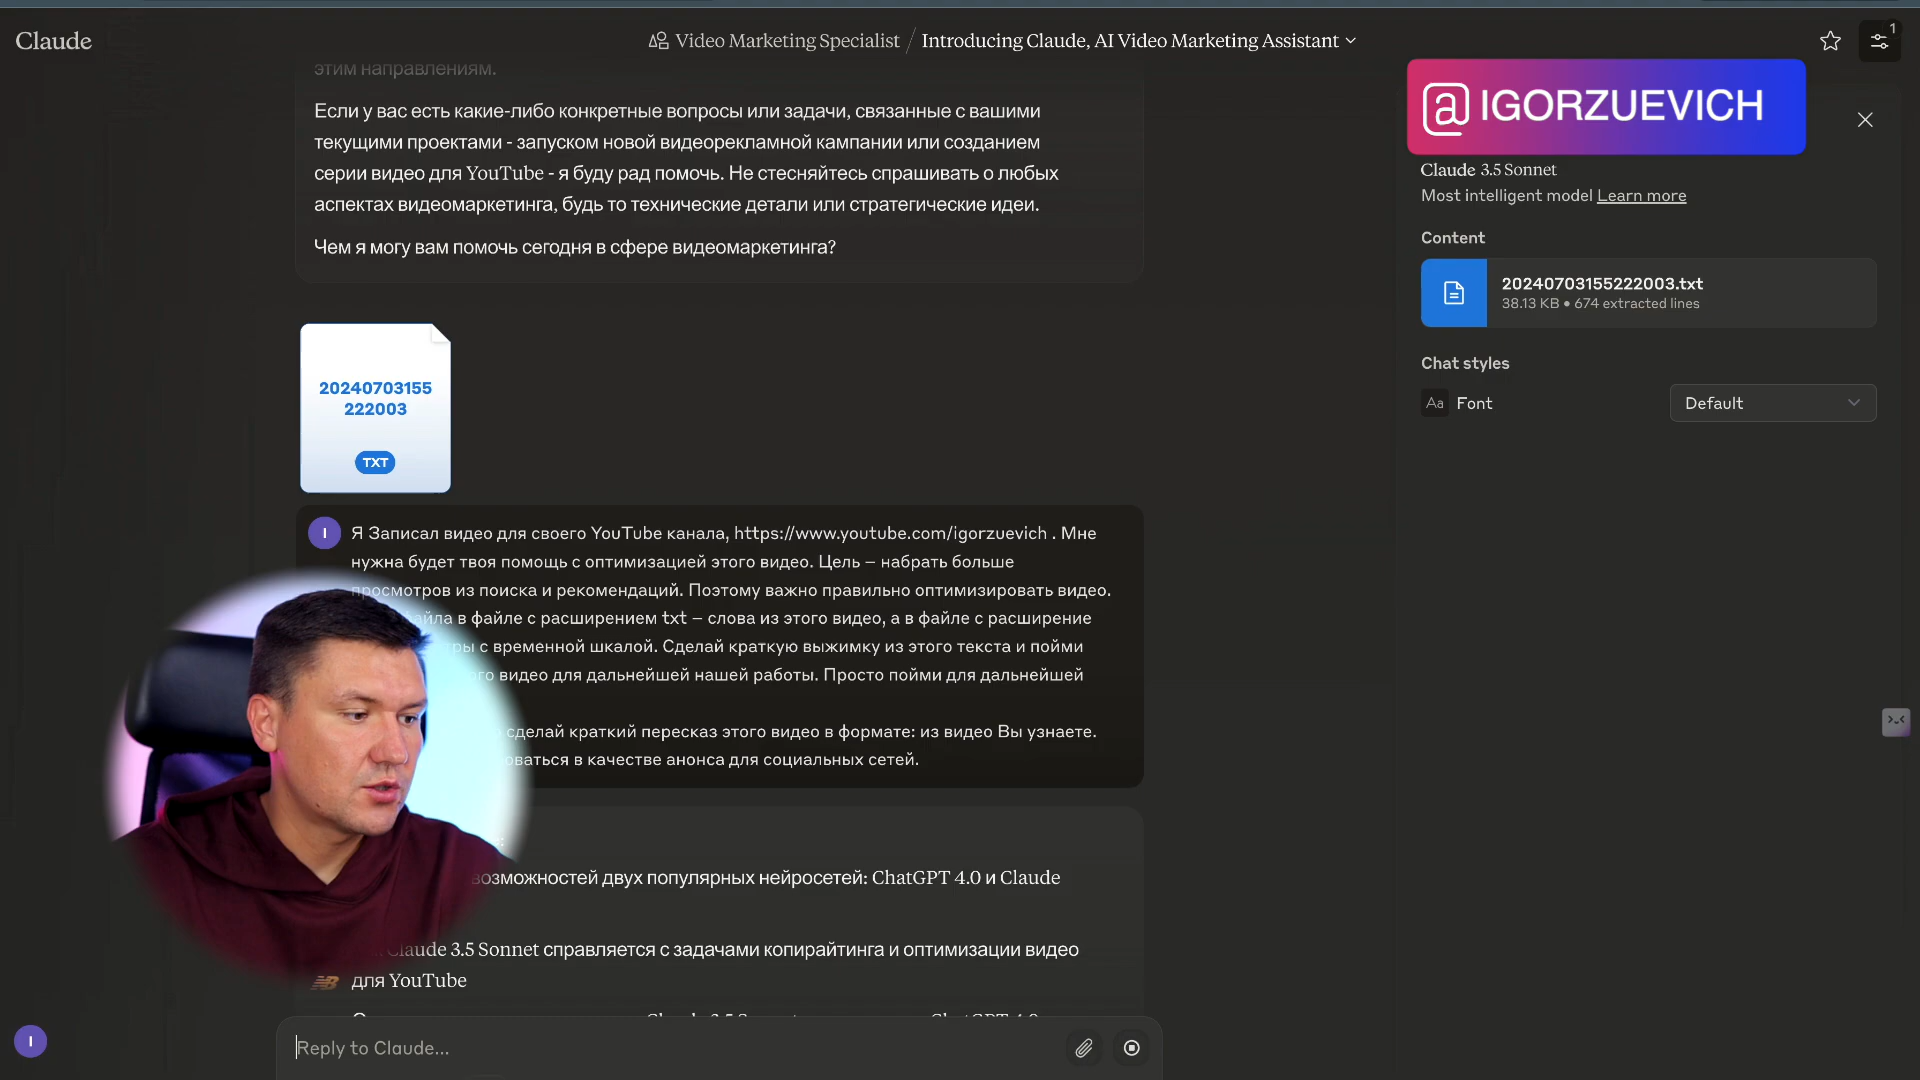 Claude
Video Marketing Specialist / Introducing Claude, AI Video Marketing Assistant
1
этим направлениям.
Если у вас есть какие-либо конкретные вопросы или задачи, связанные с вашими
текущими проектами - запуском новой видеорекламной кампании или созданием
серии видео для YouTube - я буду рад помочь. Не стесняйтесь спрашивать о любых
аспектах видеомаркетинга, будь то технические детали или стратегические идеи.
Чем я могу вам помочь сегодня в сфере видеомаркетинга?
20240703155
222003
TXT
I
Я Записал видео для своего YouTube канала, https://www.youtube.com/igorzuevich . Мне
нужна будет твоя помощь с оптимизацией этого видео. Цель – набрать больше
просмотров из поиска и рекомендаций. Поэтому важно правильно оптимизировать видео.
в файле с расширением txt – слова из этого видео, а в файле с расширение
с временной шкалой. Сделай краткую выжимку из этого текста и пойми
видео для дальнейшей нашей работы. Просто пойми для дальнейшей
сделай краткий пересказ этого видео в формате: из видео Вы узнаете.
в качестве анонса для социальных сетей.
возможностей двух популярных нейросетей: ChatGPT 4.0 и Claude
Claude 3.5 Sonnet справляется с задачами копирайтинга и оптимизации видео
для YouTube
Reply to Claude...
I
@IGORZUEVICH
Claude 3.5 Sonnet
Most intelligent model Learn more
Content
20240703155222003.txt
38.13 KB • 674 extracted lines
Chat styles
Aa Font
Default